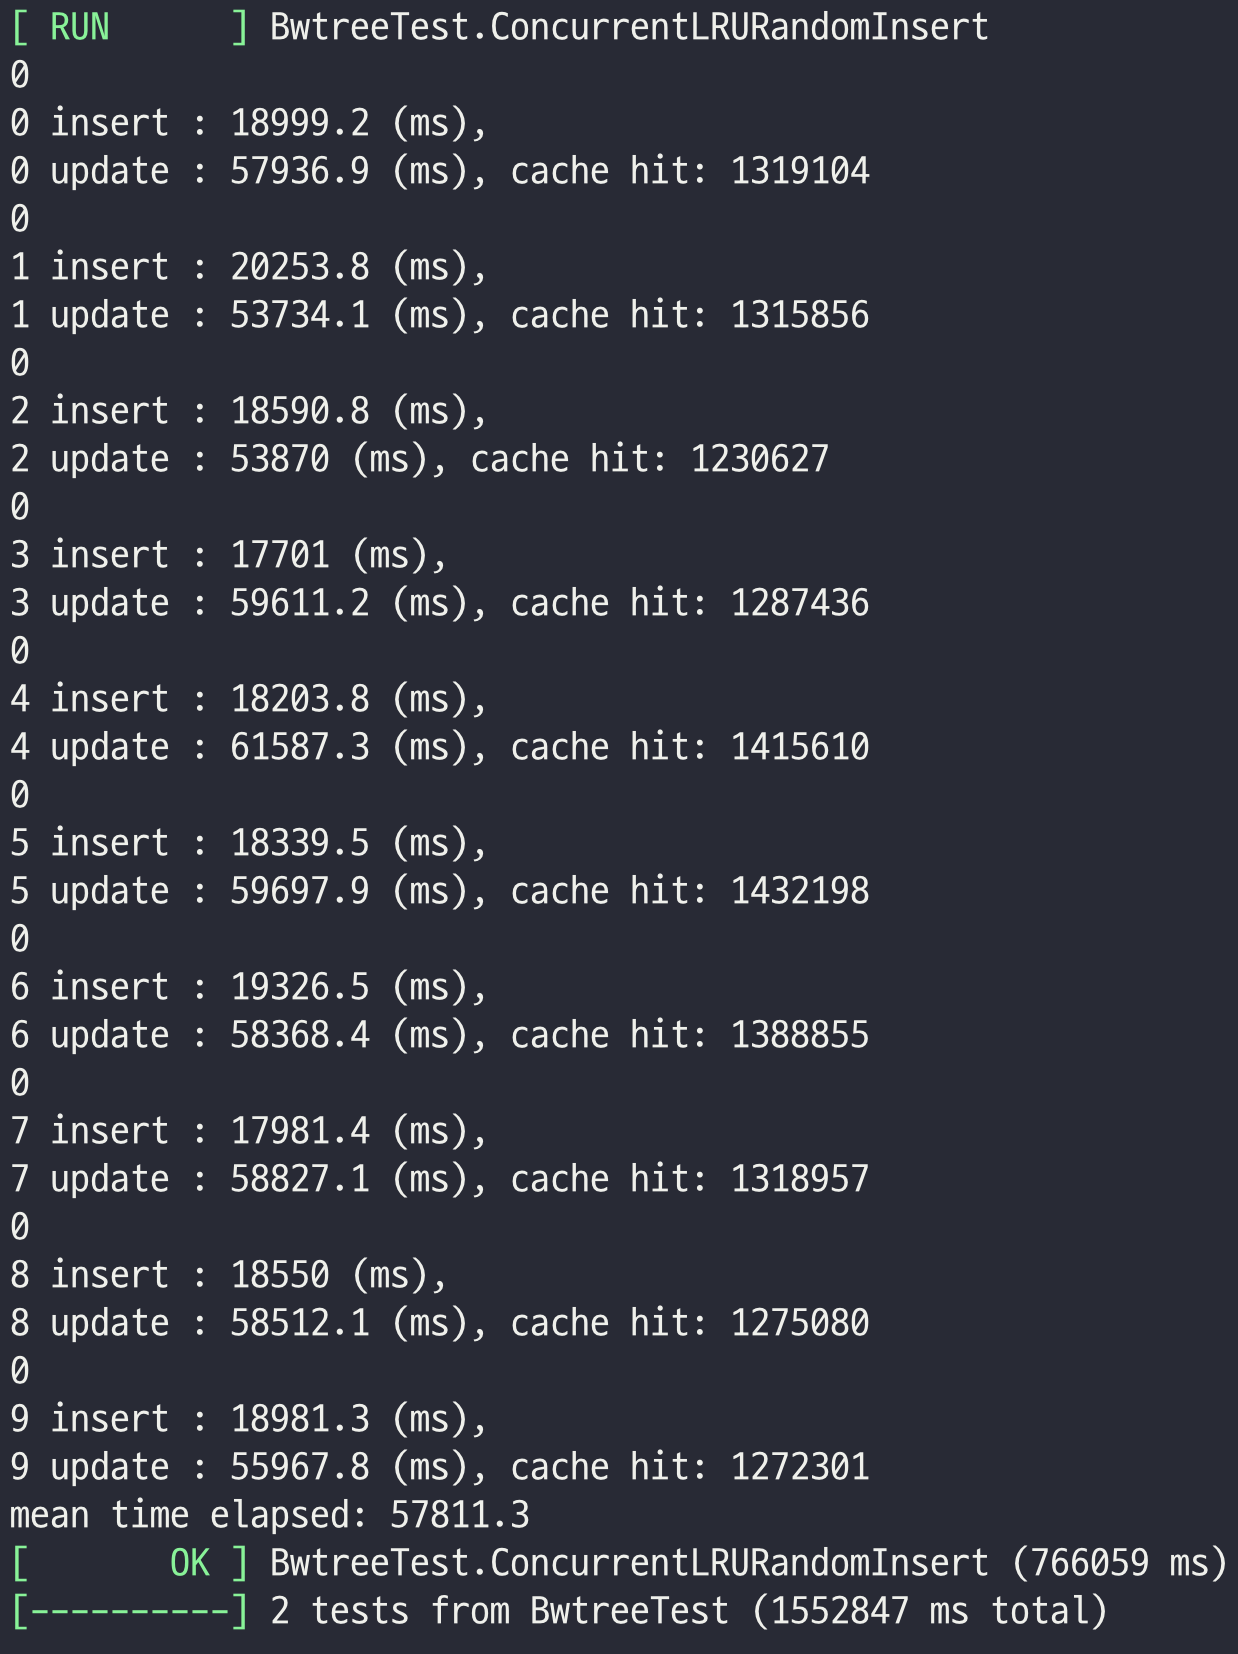 [ RUN      ] BwtreeTest.ConcurrentLRURandomInsert
0
0 insert : 18999.2 (ms),
0 update : 57936.9 (ms), cache hit: 1319104
0
1 insert : 20253.8 (ms),
1 update : 53734.1 (ms), cache hit: 1315856
0
2 insert : 18590.8 (ms),
2 update : 53870 (ms), cache hit: 1230627
0
3 insert : 17701 (ms),
3 update : 59611.2 (ms), cache hit: 1287436
0
4 insert : 18203.8 (ms),
4 update : 61587.3 (ms), cache hit: 1415610
0
5 insert : 18339.5 (ms),
5 update : 59697.9 (ms), cache hit: 1432198
0
6 insert : 19326.5 (ms),
6 update : 58368.4 (ms), cache hit: 1388855
0
7 insert : 17981.4 (ms),
7 update : 58827.1 (ms), cache hit: 1318957
0
8 insert : 18550 (ms),
8 update : 58512.1 (ms), cache hit: 1275080
0
9 insert : 18981.3 (ms),
9 update : 55967.8 (ms), cache hit: 1272301
mean time elapsed: 57811.3
[       OK ] BwtreeTest.ConcurrentLRURandomInsert (766059 ms)
[----------] 2 tests from BwtreeTest (1552847 ms total)